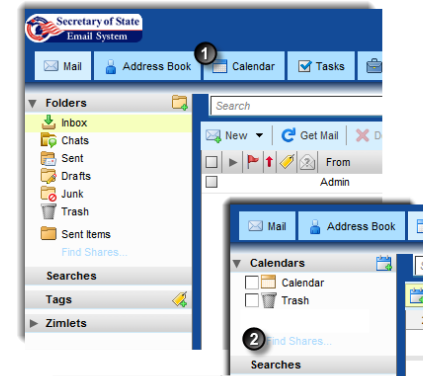 Secretary of State
Email System
1
Mail Address Book Calendar Tasks
Folders
Search
Inbox
New Get Mail D
Chats
Sent
From
Drafts
Admin
Junk
Trash
Sent Items
Find Shares...
Searches
Tags
Zimlets
Mail Address Book
Calendars
S
Calendar
Trash
2
Find Shares...
Searches